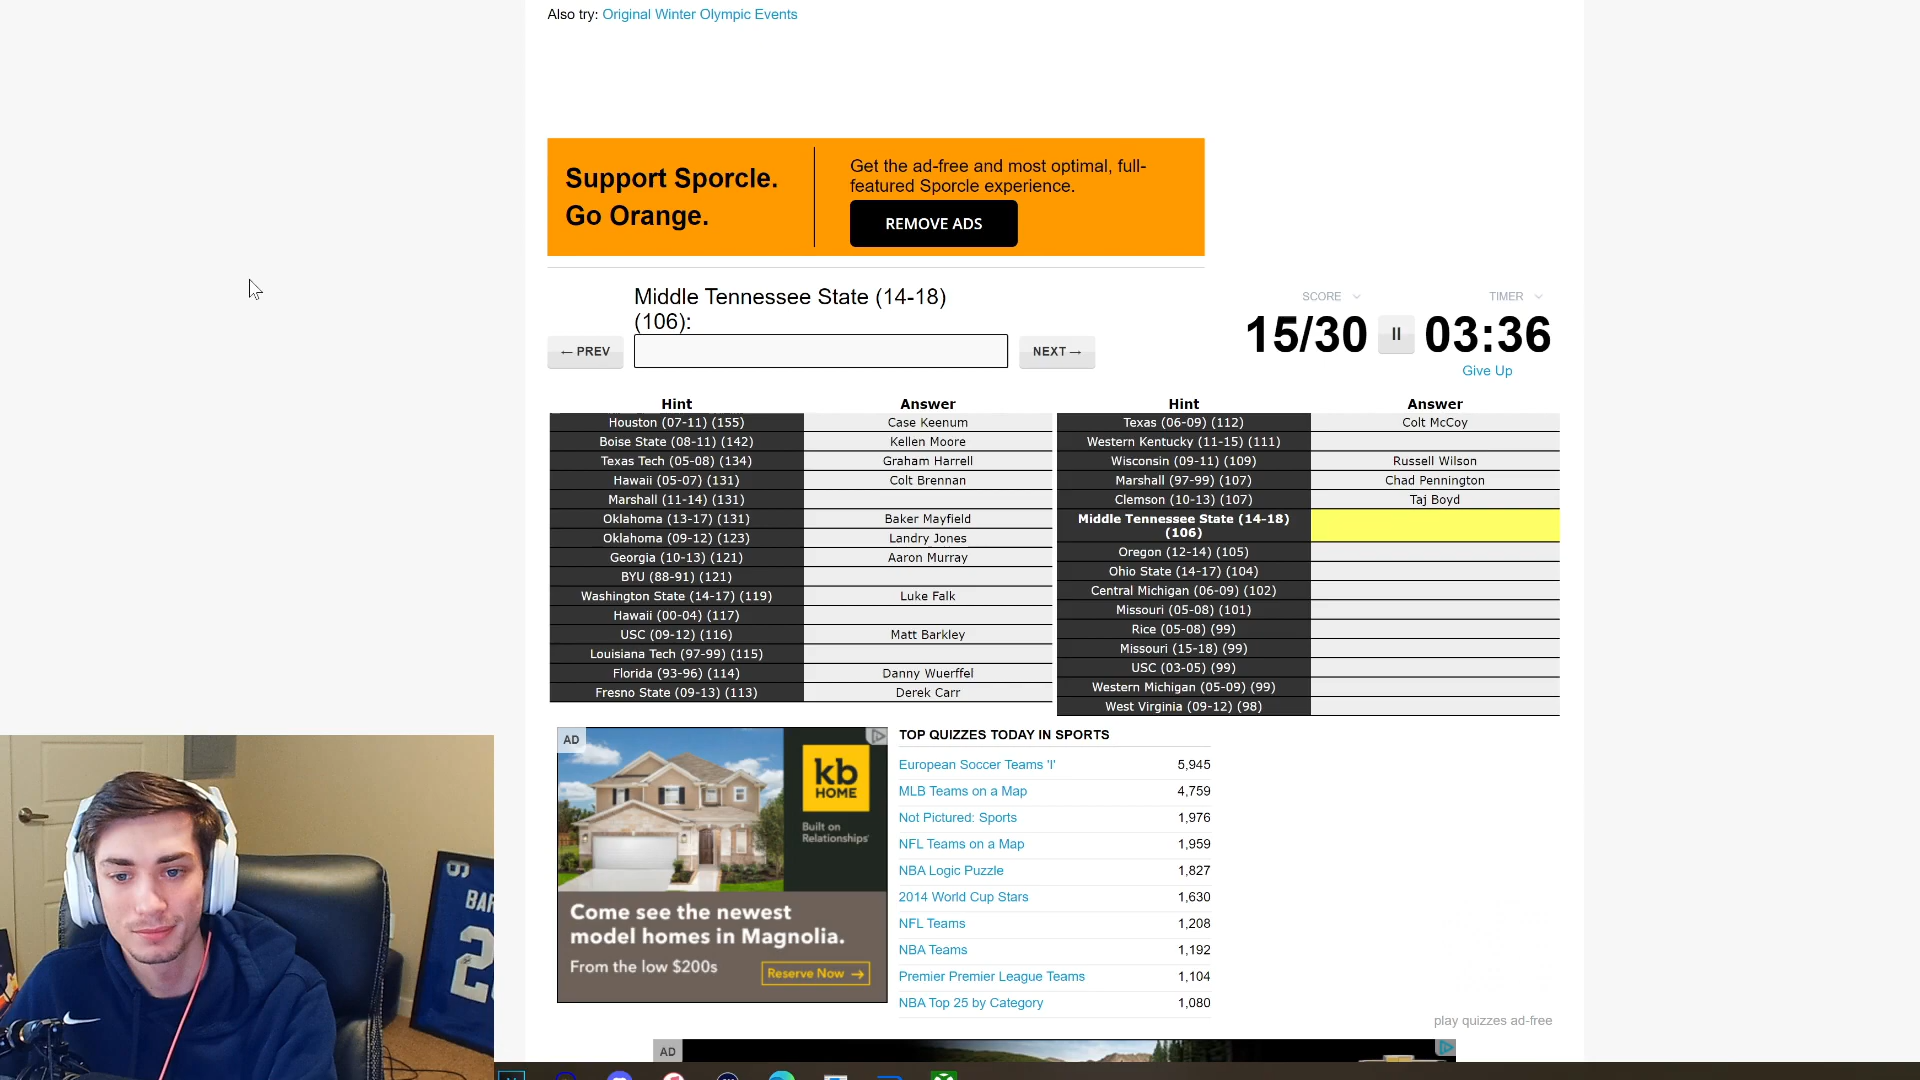 Also try: Original Winter Olympic Events
Support Sporcle.
Go Orange.
Get the ad-free and most optimal, full-
featured Sporcle experience.
REMOVE ADS
Middle Tennessee State (14-18)
(106):
← PREV
NEXT →
SCORE
15/30
TIMER
03:36
Give Up
Hint Answer
Houston (07-11) (155) Case Keenum
Boise State (08-11) (142) Kellen Moore
Texas Tech (05-08) (134) Graham Harrell
Hawaii (05-07) (131) Colt Brennan
Marshall (11-14) (131)
Oklahoma (13-17) (131) Baker Mayfield
Oklahoma (09-12) (123) Landry Jones
Georgia (10-13) (121) Aaron Murray
BYU (88-91) (121)
Washington State (14-17) (119) Luke Falk
Hawaii (00-04) (117)
USC (09-12) (116) Matt Barkley
Louisiana Tech (97-99) (115)
Florida (93-96) (114) Danny Wuerffel
Fresno State (09-13) (113) Derek Carr
Hint Answer
Texas (06-09) (112) Colt McCoy
Western Kentucky (11-15) (111)
Wisconsin (09-11) (109) Russell Wilson
Marshall (97-99) (107) Chad Pennington
Clemson (10-13) (107) Taj Boyd
Middle Tennessee State (14-18)
(106)
Oregon (12-14) (105)
Ohio State (14-17) (104)
Central Michigan (06-09) (102)
Missouri (05-08) (101)
Rice (05-08) (99)
Missouri (15-18) (99)
USC (03-05) (99)
Western Michigan (05-09) (99)
West Virginia (09-12) (98)
AD
kb
HOME
Built on
Relationships
Come see the newest
model homes in Magnolia.
From the low $200s
Reserve Now →
TOP QUIZZES TODAY IN SPORTS
European Soccer Teams 'I' 5,945
MLB Teams on a Map 4,759
Not Pictured: Sports 1,976
NFL Teams on a Map 1,959
NBA Logic Puzzle 1,827
2014 World Cup Stars 1,630
NFL Teams 1,208
NBA Teams 1,192
Premier Premier League Teams 1,104
NBA Top 25 by Category 1,080
play quizzes ad-free
AD